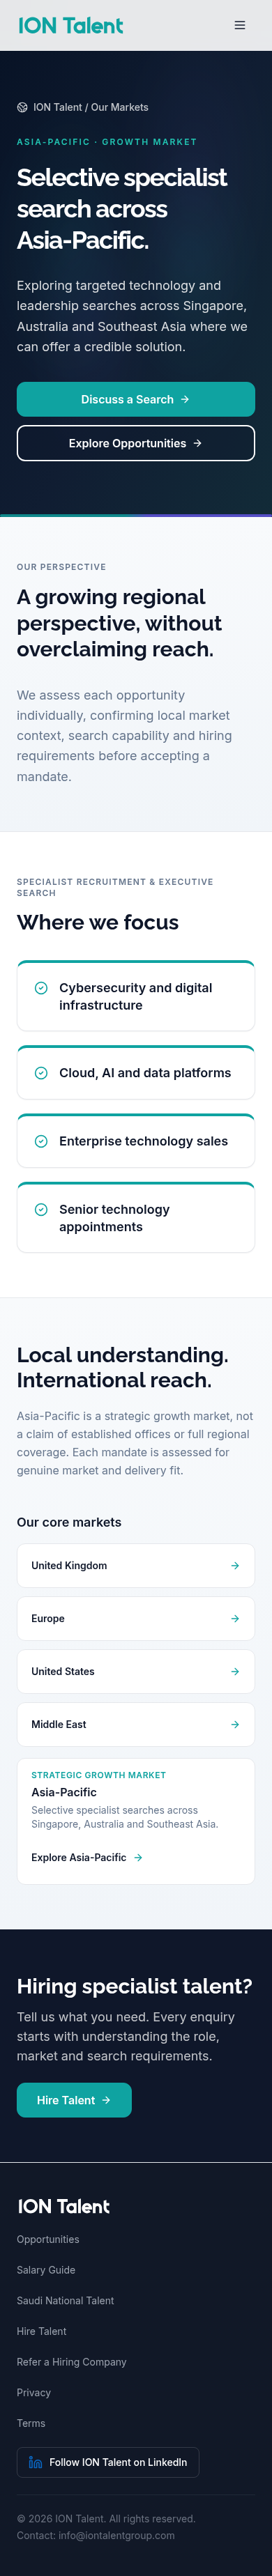 ION Talent
ION Talent / Our Markets
ASIA-PACIFIC · GROWTH MARKET
Selective specialist
search across
Asia-Pacific.
Exploring targeted technology and
leadership searches across Singapore,
Australia and Southeast Asia where we
can offer a credible solution.
Discuss a Search
Explore Opportunities
OUR PERSPECTIVE
A growing regional
perspective, without
overclaiming reach.
We assess each opportunity
individually, confirming local market
context, search capability and hiring
requirements before accepting a
mandate.
SPECIALIST RECRUITMENT & EXECUTIVE
SEARCH
Where we focus
Cybersecurity and digital
infrastructure
Cloud, AI and data platforms
Enterprise technology sales
Senior technology
appointments
Local understanding.
International reach.
Asia-Pacific is a strategic growth market, not
a claim of established offices or full regional
coverage. Each mandate is assessed for
genuine market and delivery fit.
Our core markets
United Kingdom
Europe
United States
Middle East
STRATEGIC GROWTH MARKET
Asia-Pacific
Selective specialist searches across
Singapore, Australia and Southeast Asia.
Explore Asia-Pacific
Hiring specialist talent?
Tell us what you need. Every enquiry
starts with understanding the role,
market and search requirements.
Hire Talent
ION Talent
Opportunities
Salary Guide
Saudi National Talent
Hire Talent
Refer a Hiring Company
Privacy
Terms
Follow ION Talent on LinkedIn
© 2026 ION Talent. All rights reserved.
Contact: info@iontalentgroup.com